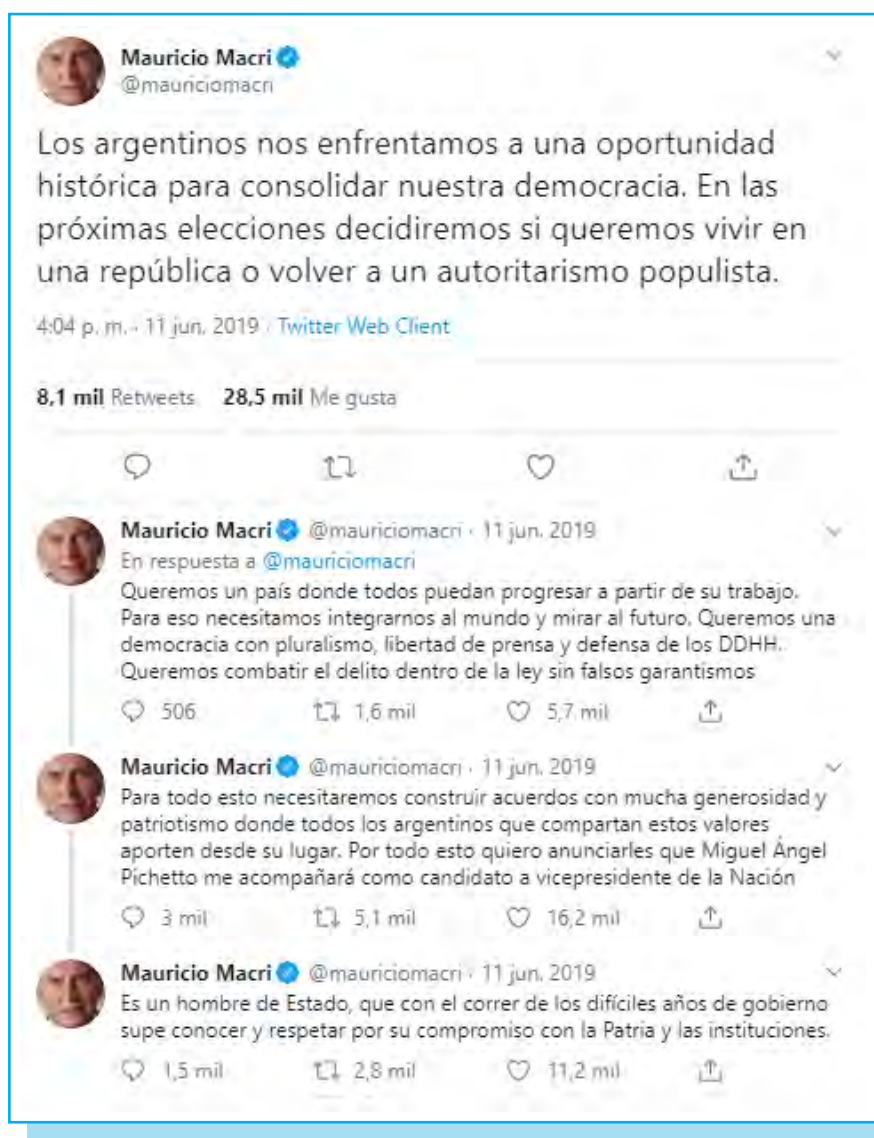 Mauricio Macri
@mauriciomacri
Los argentinos nos enfrentamos a una oportunidad
histórica para consolidar nuestra democracia. En las
próximas elecciones decidiremos si queremos vivir en
una república o volver a un autoritarismo populista.
4:04 p. m. · 11 jun. 2019 · Twitter Web Client
8,1 mil Retweets 28,5 mil Me gusta
Mauricio Macri @mauriciomacri · 11 jun. 2019
En respuesta a @mauriciomacri
Queremos un país donde todos puedan progresar a partir de su trabajo.
Para eso necesitamos integrarnos al mundo y mirar al futuro. Queremos una
democracia con pluralismo, libertad de prensa y defensa de los DDHH.
Queremos combatir el delito dentro de la ley sin falsos garantismos
506 1,6 mil 5,7 mil
Mauricio Macri @mauriciomacri · 11 jun. 2019
Para todo esto necesitaremos construir acuerdos con mucha generosidad y
patriotismo donde todos los argentinos que compartan estos valores
aporten desde su lugar. Por todo esto quiero anunciarles que Miguel Ángel
Pichetto me acompañará como candidato a vicepresidente de la Nación
3 mil 5,1 mil 16,2 mil
Mauricio Macri @mauriciomacri · 11 jun. 2019
Es un hombre de Estado, que con el correr de los difíciles años de gobierno
supe conocer y respetar por su compromiso con la Patria y las instituciones.
1,5 mil 2,8 mil 11,2 mil